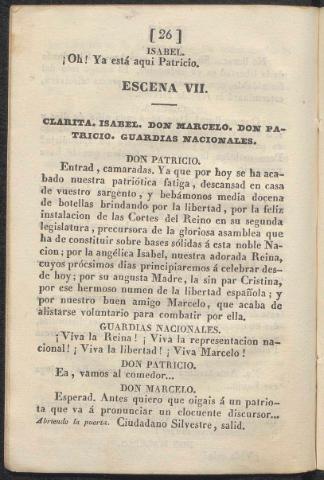 [ 26 ]
ISABEL.
¡Oh! Ya está aqui Patricio.
ESCENA VII.
CLARITA. ISABEL. DON MARCELO. DON PA-
TRICIO. GUARDIAS NACIONALES.
DON PATRICIO.
Entrad, camaradas. Ya que por hoy se ha aca-
bado nuestra patriótica fatiga, descansad en casa
de vuestro sargento, y bebámonos media docena
de botellas brindando por la libertad, por la feliz
instalacion de las Cortes del Reino en su segunda
legislatura, precursora de la gloriosa asamblea que
ha de constituir sobre bases sólidas á esta noble Na-
cion; por la angélica Isabel, nuestra adorada Reina,
cuyos prócsimos dias principiaremos á celebrar des-
de hoy; por su augusta Madre, la sin par Cristina,
por ese hermoso numen de la libertad española; y
por nuestro buen amigo Marcelo, que acaba de
alistarse voluntario para combatir por ella.
GUARDIAS NACIONALES.
¡Viva la Reina! ¡Viva la representacion na-
cional! ¡Viva la libertad! ¡Viva Marcelo!
DON PATRICIO.
Ea, vamos al comedor...
DON MARCELO.
Esperad. Antes quiero que oigais á un patrio-
ta que vá á pronunciar un elocuente discurso...
Abriendo la puerta. Ciudadano Silvestre, salid.